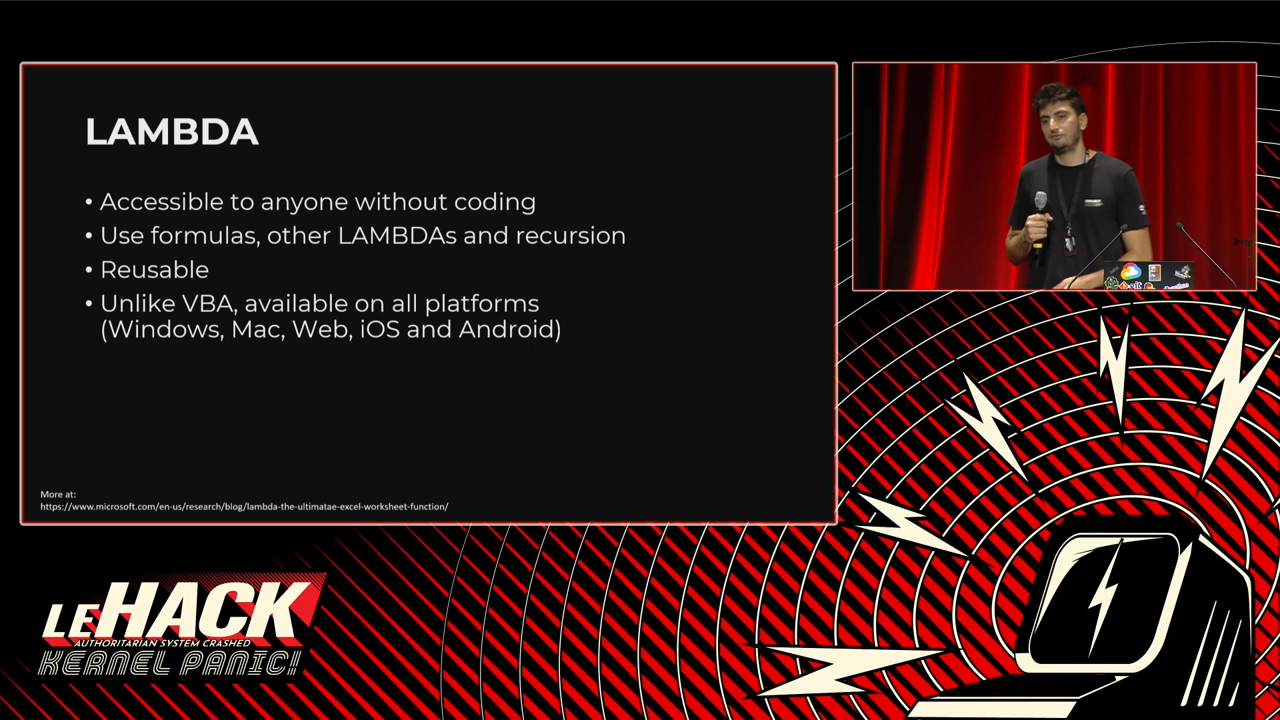 LAMBDA
• Accessible to anyone without coding
• Use formulas, other LAMBDAs and recursion
• Reusable
• Unlike VBA, available on all platforms
(Windows, Mac, Web, iOS and Android)
More at:
https://www.microsoft.com/en-us/research/blog/lambda-the-ultimatae-excel-worksheet-function/
LEHACK
AUTHORITARIAN SYSTEM CRASHED
KERNEL PANIC!